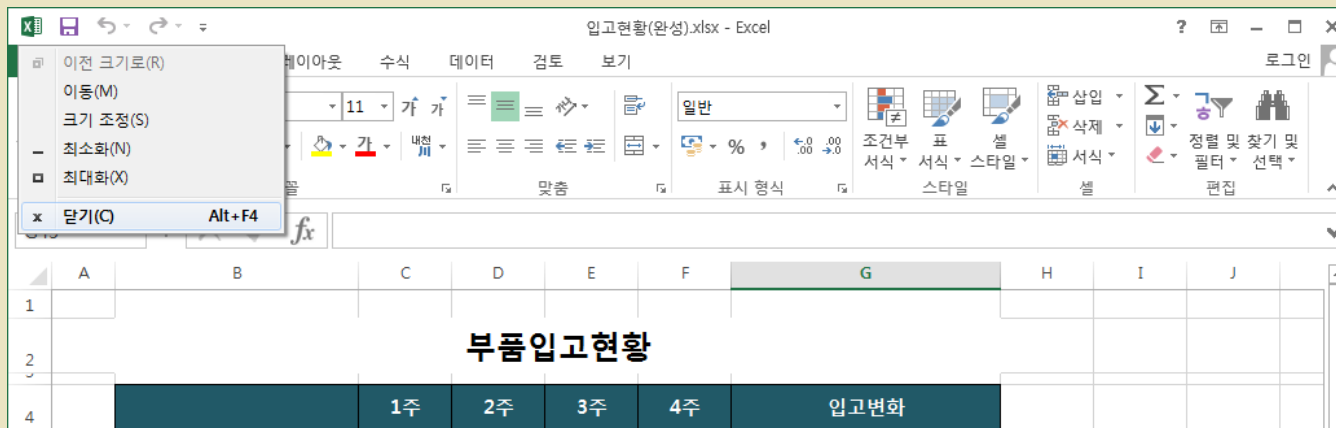 입고현황(완성).xlsx - Excel
?
이전 크기로(R)
이동(M)
크기 조정(S)
최소화(N)
최대화(X)
닫기(C) Alt+F4
레이아웃 수식 데이터 검토 보기 로그인
11 가 가 일반
가 내천 % , .00 .0
조건부 서식
표 서식
셀 스타일
삽입
삭제
서식
정렬 및 필터
찾기 및 선택
맞춤 표시 형식 스타일 셀 편집
fx
A B C D E F G H I J
1
2 부품입고현황
4 1주 2주 3주 4주 입고변화